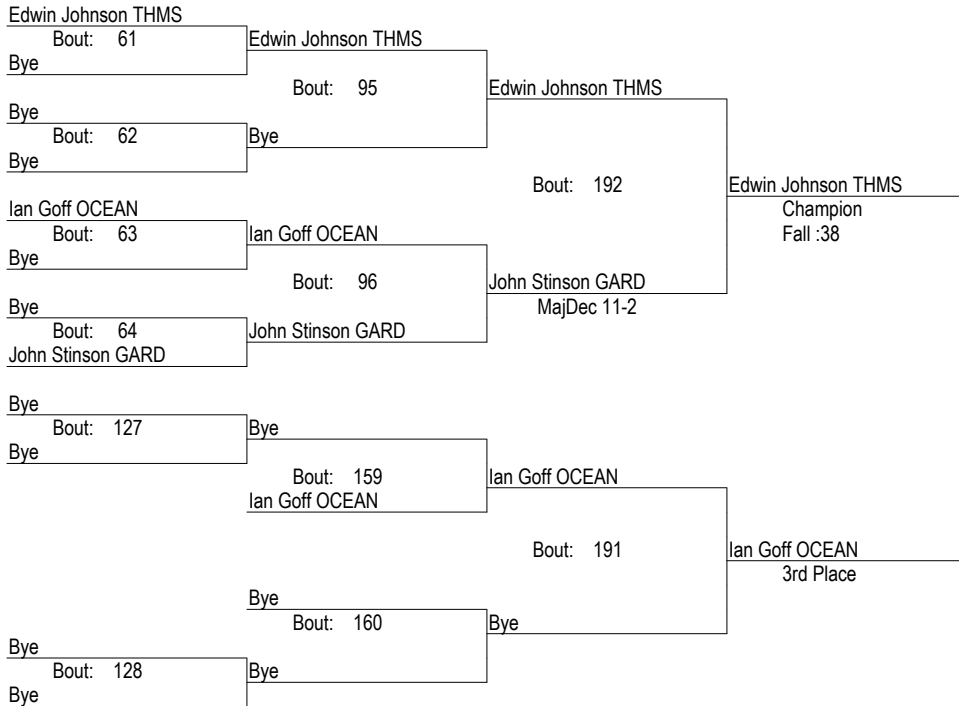 Edwin Johnson THMS
Bout: 61
Edwin Johnson THMS
Bye
Bout: 95
Edwin Johnson THMS
Bye
Bout: 62
Bye
Bye
Bout: 192
Edwin Johnson THMS
Ian Goff OCEAN
Champion
Bout: 63
Ian Goff OCEAN
Fall :38
Bye
Bout: 96
John Stinson GARD
Bye
MajDec 11-2
Bout: 64
John Stinson GARD
John Stinson GARD
Bye
Bout: 127
Bye
Bye
Bout: 159
Ian Goff OCEAN
Ian Goff OCEAN
Bout: 191
Ian Goff OCEAN
3rd Place
Bye
Bout: 160
Bye
Bye
Bout: 128
Bye
Bye